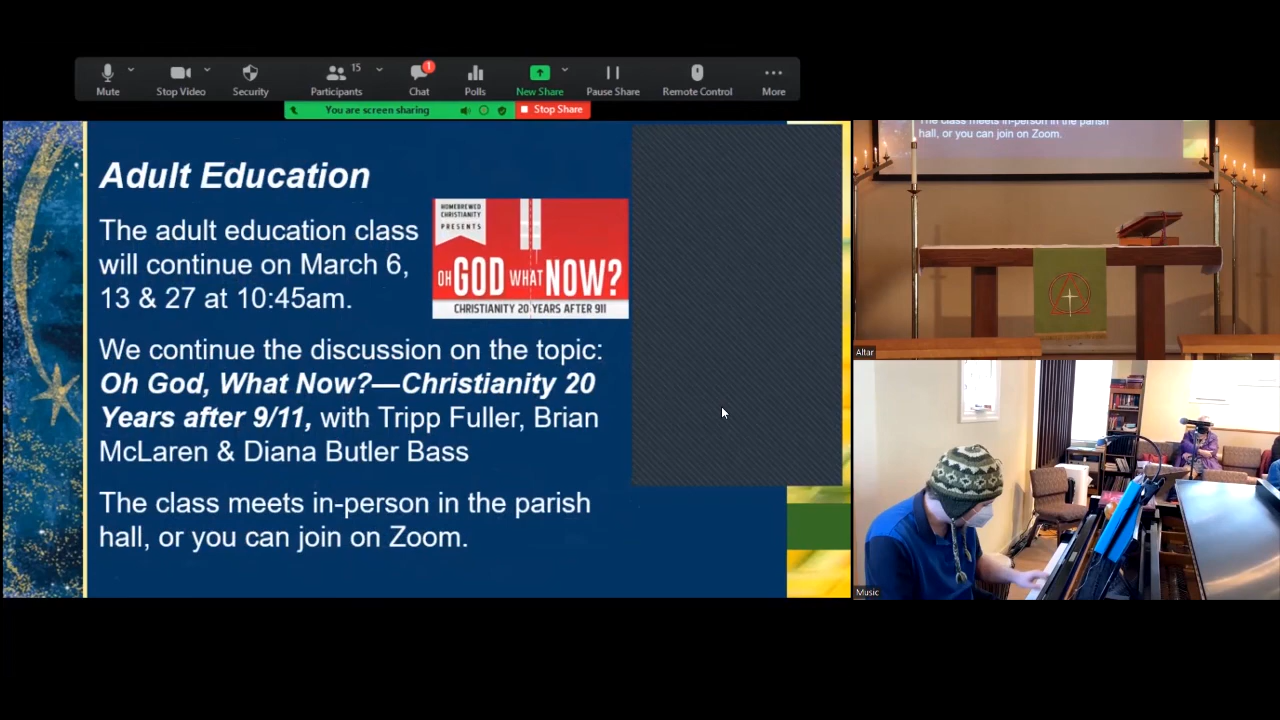 15
1
Mute
Stop Video
Security
Participants
Chat
Polls
New Share
Pause Share
Remote Control
More
You are screen sharing
Stop Share
Adult Education
The adult education class
will continue on March 6,
13 & 27 at 10:45am.
HOMEBREWED
CHRISTIANITY
PRESENTS
OH GOD WHAT NOW?
CHRISTIANITY 20 YEARS AFTER 911
We continue the discussion on the topic:
Oh God, What Now?—Christianity 20
Years after 9/11, with Tripp Fuller, Brian
McLaren & Diana Butler Bass
The class meets in-person in the parish
hall, or you can join on Zoom.
The class meets in-person in the parish
hall, or you can join on Zoom.
Altar
Music